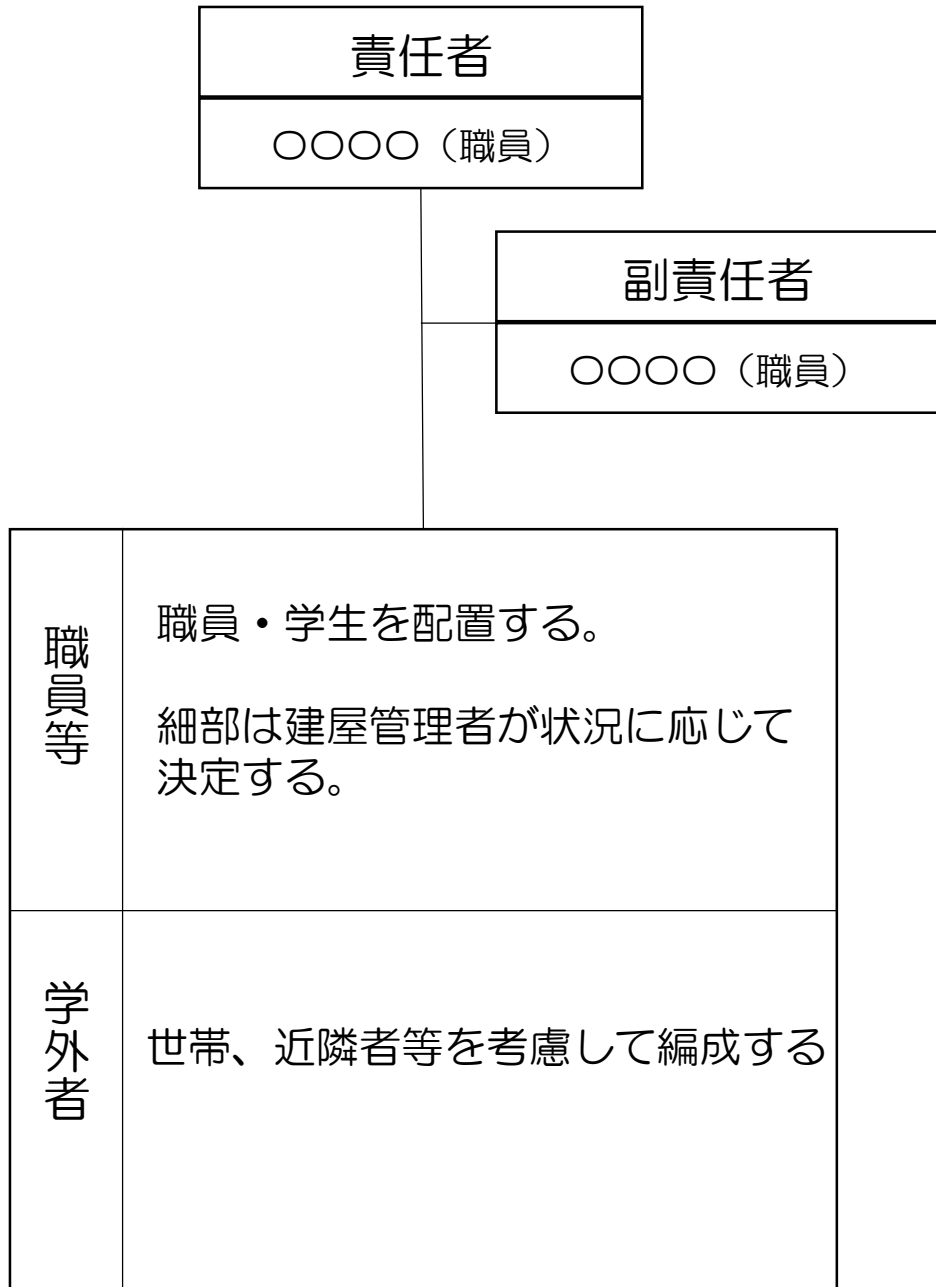 責任者
〇〇〇〇（職員）
副責任者
〇〇〇〇（職員）
職員等
職員・学生を配置する。
細部は建屋管理者が状況に応じて
決定する。
学外者
世帯、近隣者等を考慮して編成する